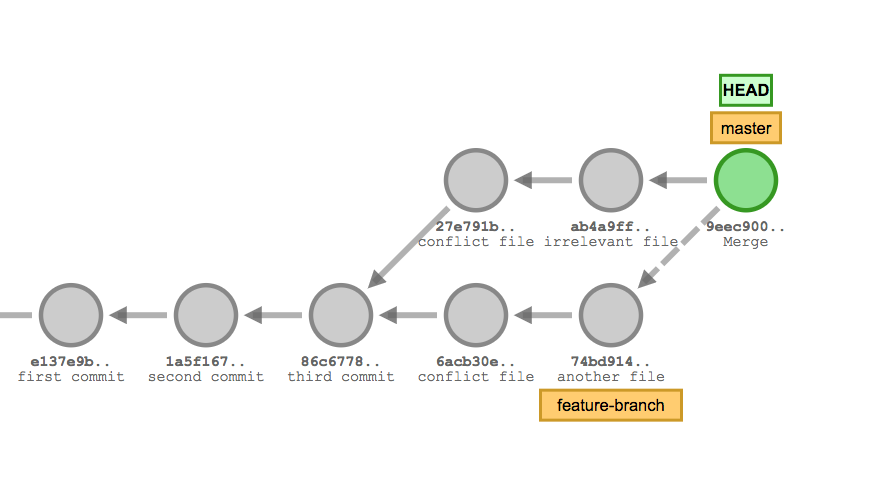 HEAD
master
27e791b..
conflict file
ab4a9ff..
irrelevant file
9eec900..
Merge
e137e9b..
first commit
1a5f167..
second commit
86c6778..
third commit
6acb30e..
conflict file
74bd914..
another file
feature-branch